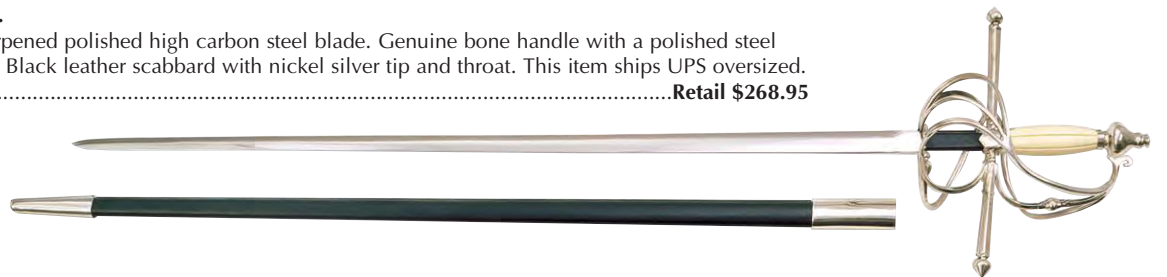 polished high carbon steel blade. Genuine bone handle with a polished steel
Black leather scabbard with nickel silver tip and throat. This item ships UPS oversized.
....................................................................................................................Retail $268.95